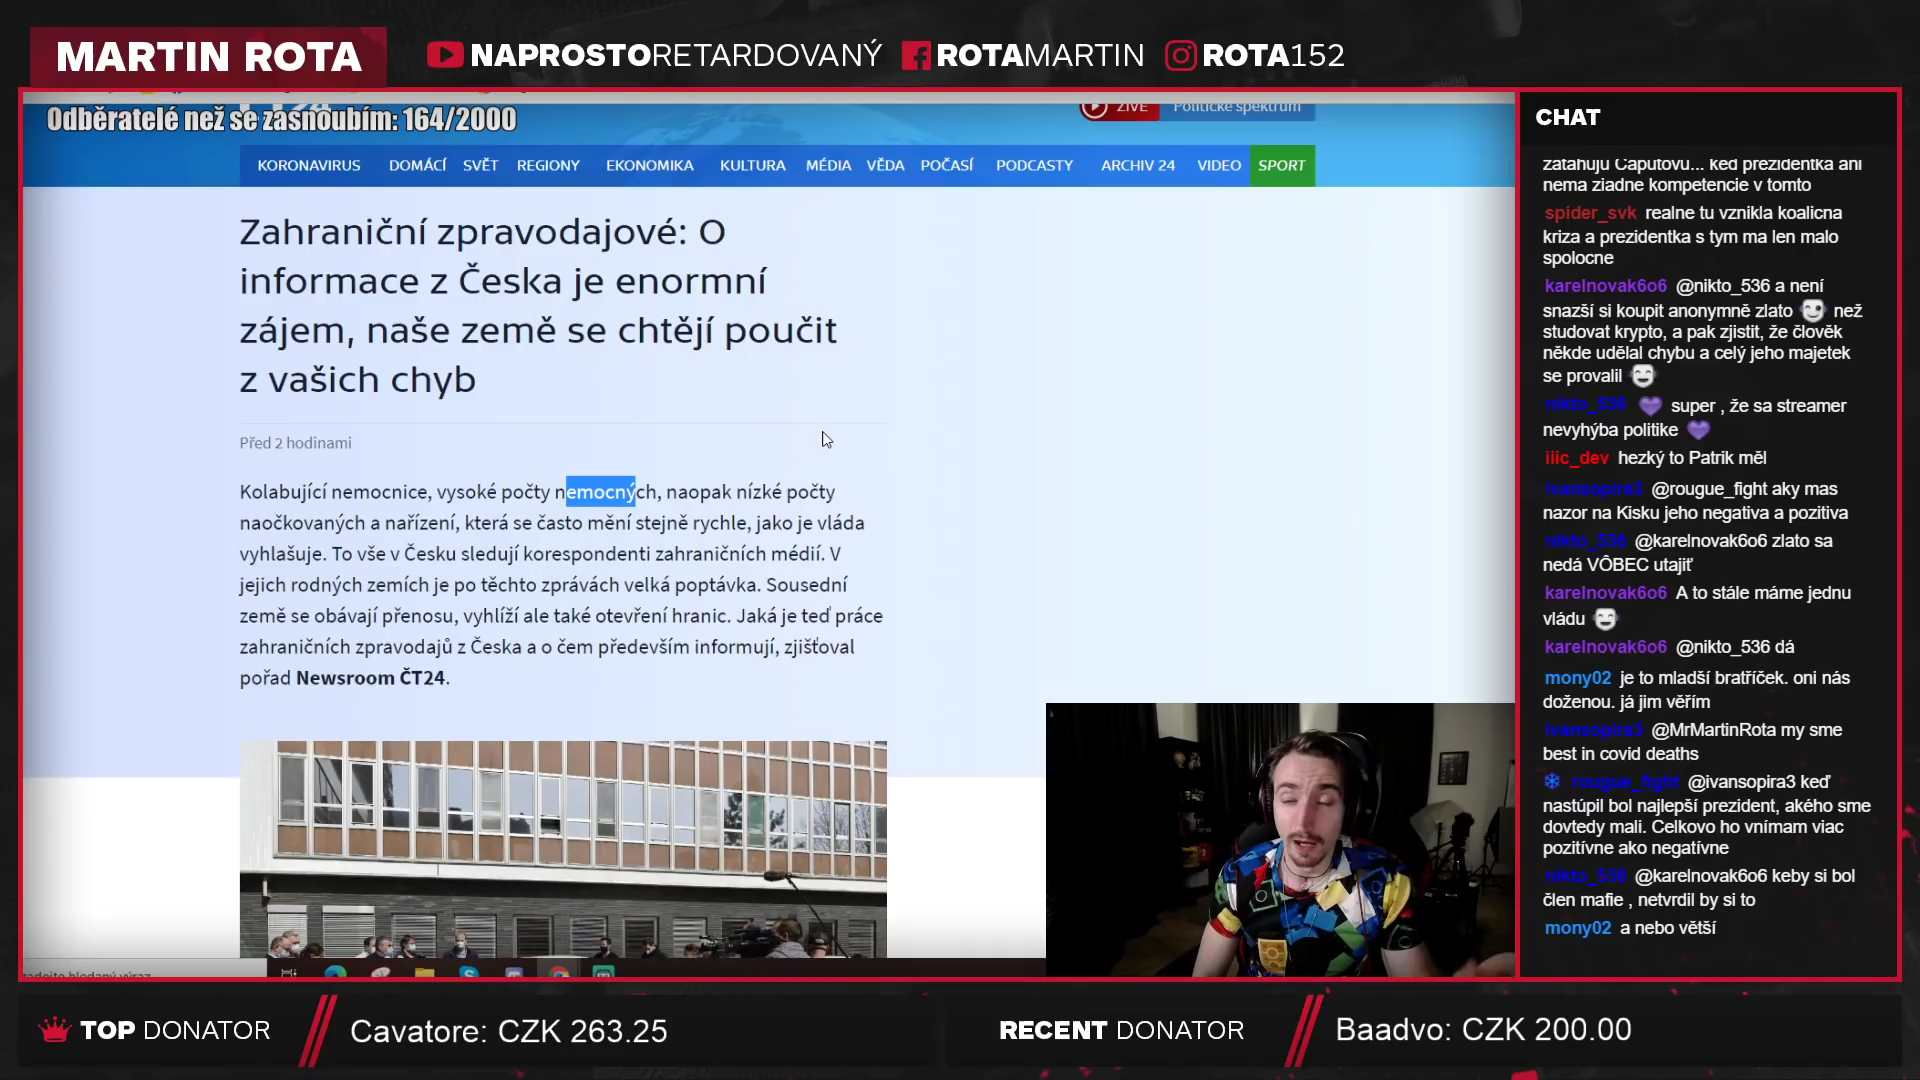 MARTIN ROTA
NAPROSTORETARDOVANÝ
ROTAMARTIN
ROTA152
Odběratelé než se zasnoubím: 164/2000
ŽIVĚ
Politické spektrum
KORONAVIRUS DOMÁCÍ SVĚT REGIONY EKONOMIKA KULTURA MÉDIA VĚDA POČASÍ PODCASTY ARCHIV 24 VIDEO SPORT
Zahraniční zpravodajové: O
informace z Česka je enormní
zájem, naše země se chtějí poučit
z vašich chyb
Před 2 hodinami
Kolabující nemocnice, vysoké počty nemocných, naopak nízké počty
naočkovaných a nařízení, která se často mění stejně rychle, jako je vláda
vyhlašuje. To vše v Česku sledují korespondenti zahraničních médií. V
jejich rodných zemích je po těchto zprávách velká poptávka. Sousední
země se obávají přenosu, vyhlíží ale také otevření hranic. Jaká je teď práce
zahraničních zpravodajů z Česka a o čem především informují, zjišťoval
pořad Newsroom ČT24.
CHAT
zatahuju Caputovu... ked prezidentka ani
nema ziadne kompetencie v tomto
spider_svk realne tu vznikla koalicna
kriza a prezidentka s tym ma len malo
spolocne
karelnovak6o6 @nikto_536 a není
snazší si koupit anonymně zlato než
studovat krypto, a pak zjistit, že člověk
někde udělal chybu a celý jeho majetek
se provalil
nikto_536 super , že sa streamer
nevyhýba politike
iiic_dev hezký to Patrik měl
ivansopira3 @rougue_fight aky mas
nazor na Kisku jeho negativa a pozitiva
nikto_536 @karelnovak6o6 zlato sa
nedá VÔBEC utajiť
karelnovak6o6 A to stále máme jednu
vládu
karelnovak6o6 @nikto_536 dá
mony02 je to mladší bratříček. oni nás
doženou. já jim věřím
ivansopira3 @MrMartinRota my sme
best in covid deaths
rougue_fight @ivansopira3 keď
nastúpil bol najlepší prezident, akého sme
dovtedy mali. Celkovo ho vnímam viac
pozitívne ako negatívne
nikto_536 @karelnovak6o6 keby si bol
člen mafie , netvrdil by si to
mony02 a nebo větší
TOP DONATOR
Cavatore: CZK 263.25
RECENT DONATOR
Baadvo: CZK 200.00